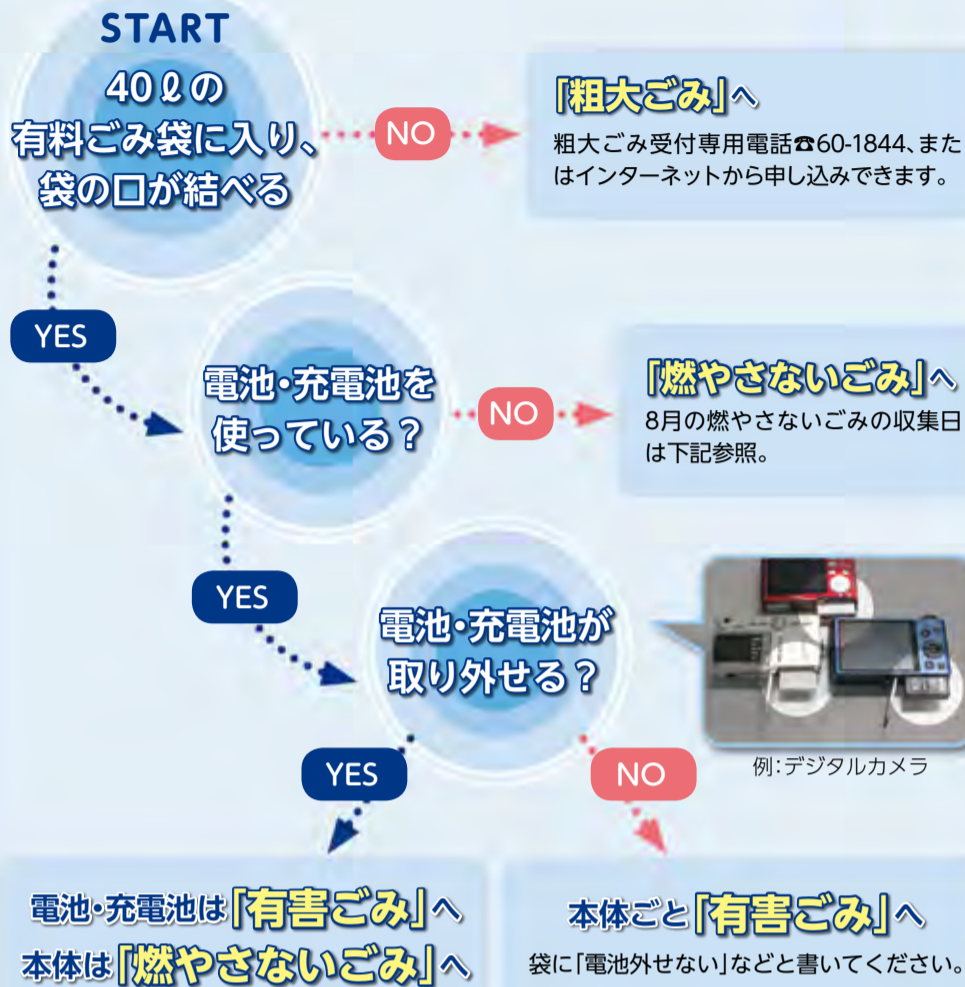 START
40ℓの
有料ごみ袋に入り、
袋の口が結べる
NO
「粗大ごみ」へ
粗大ごみ受付専用電話☎60-1844、また
はインターネットから申し込みできます。
YES
電池・充電池を
使っている？
NO
「燃やさないごみ」へ
8月の燃やさないごみの収集日
は下記参照。
YES
電池・充電池が
取り外せる？
例：デジタルカメラ
YES
NO
電池・充電池は「有害ごみ」へ
本体は「燃やさないごみ」へ
本体ごと「有害ごみ」へ
袋に「電池外せない」などと書いてください。